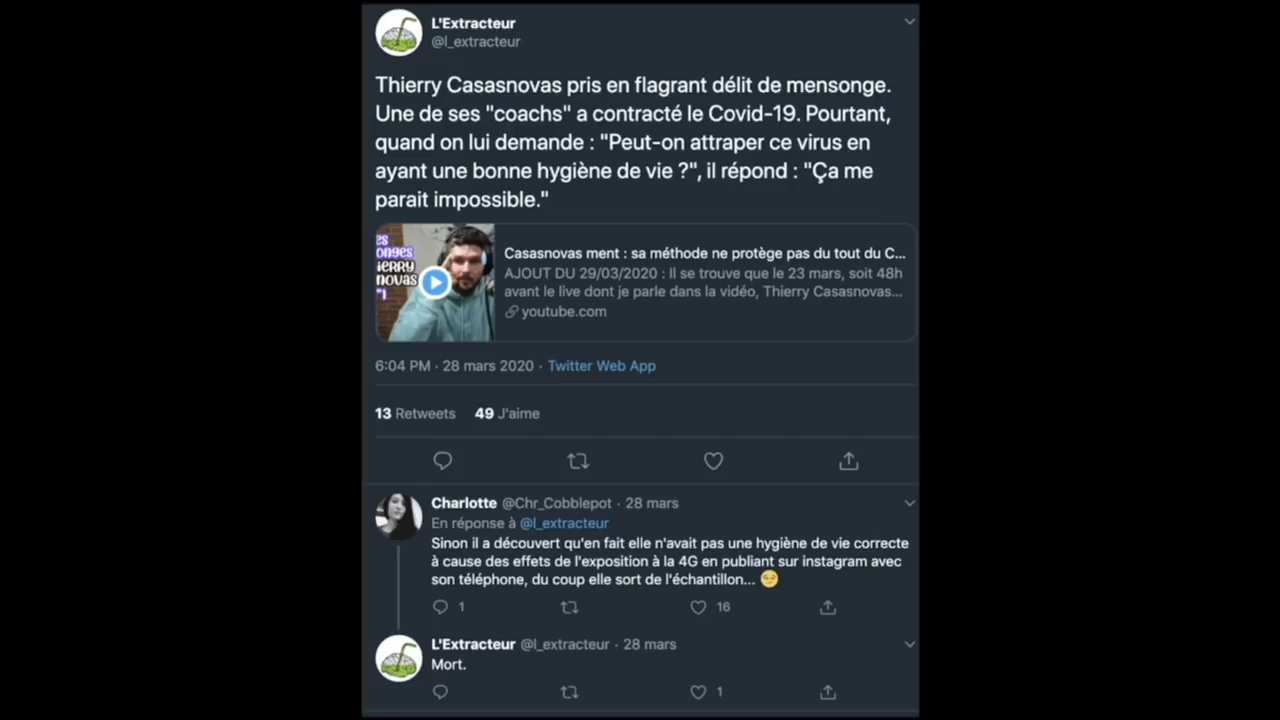 L'Extracteur
@l_extracteur
Thierry Casasnovas pris en flagrant délit de mensonge.
Une de ses "coachs" a contracté le Covid-19. Pourtant,
quand on lui demande : "Peut-on attraper ce virus en
ayant une bonne hygiène de vie ?", il répond : "Ça me
parait impossible."
Casasnovas ment : sa méthode ne protège pas du tout du C...
AJOUT DU 29/03/2020 : Il se trouve que le 23 mars, soit 48h
avant le live dont je parle dans la vidéo, Thierry Casasnovas...
youtube.com
6:04 PM · 28 mars 2020 · Twitter Web App
13 Retweets 49 J'aime
Charlotte @Chr_Cobblepot · 28 mars
En réponse à @l_extracteur
Sinon il a découvert qu'en fait elle n'avait pas une hygiène de vie correcte
à cause des effets de l'exposition à la 4G en publiant sur instagram avec
son téléphone, du coup elle sort de l'échantillon... 😏
1 16
L'Extracteur @l_extracteur · 28 mars
Mort.
1